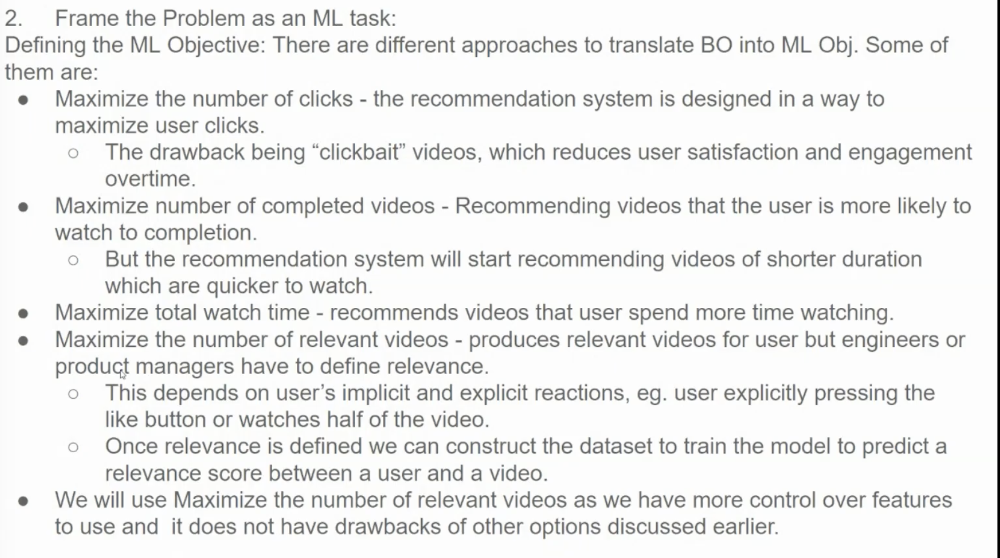 2. Frame the Problem as an ML task:
Defining the ML Objective: There are different approaches to translate BO into ML Obj. Some of
them are:
● Maximize the number of clicks - the recommendation system is designed in a way to
maximize user clicks.
○ The drawback being “clickbait” videos, which reduces user satisfaction and engagement
overtime.
● Maximize number of completed videos - Recommending videos that the user is more likely to
watch to completion.
○ But the recommendation system will start recommending videos of shorter duration
which are quicker to watch.
● Maximize total watch time - recommends videos that user spend more time watching.
● Maximize the number of relevant videos - produces relevant videos for user but engineers or
product managers have to define relevance.
○ This depends on user’s implicit and explicit reactions, eg. user explicitly pressing the
like button or watches half of the video.
○ Once relevance is defined we can construct the dataset to train the model to predict a
relevance score between a user and a video.
● We will use Maximize the number of relevant videos as we have more control over features
to use and  it does not have drawbacks of other options discussed earlier.